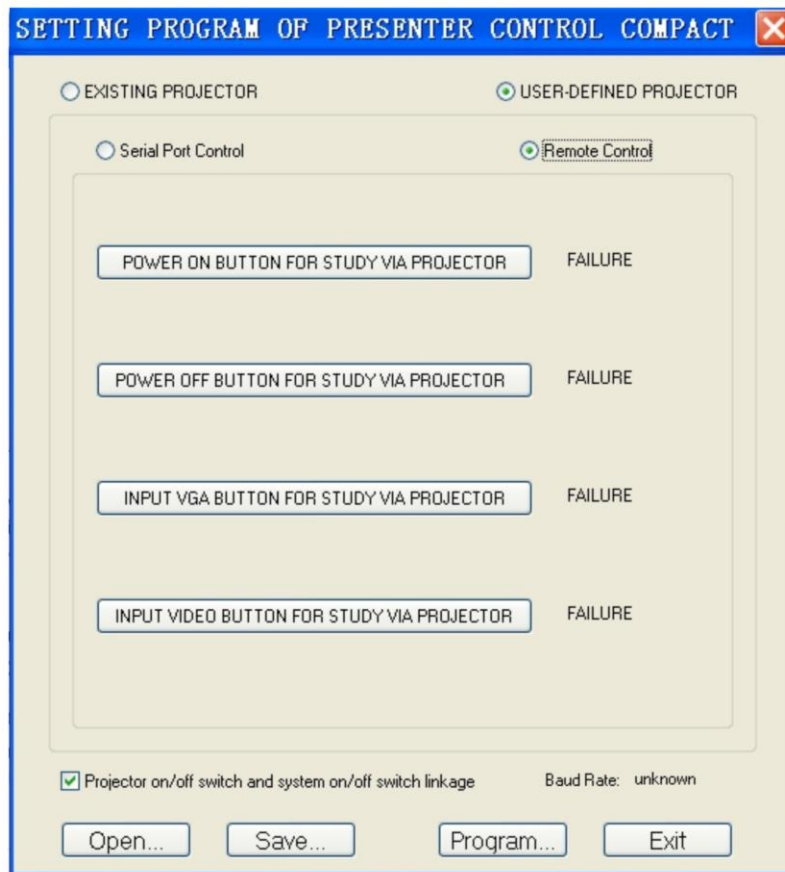 SETTING PROGRAM OF PRESENTER CONTROL COMPACT
EXISTING PROJECTOR USER-DEFINED PROJECTOR
Serial Port Control Remote Control
POWER ON BUTTON FOR STUDY VIA PROJECTOR FAILURE
POWER OFF BUTTON FOR STUDY VIA PROJECTOR FAILURE
INPUT VGA BUTTON FOR STUDY VIA PROJECTOR FAILURE
INPUT VIDEO BUTTON FOR STUDY VIA PROJECTOR FAILURE
Projector on/off switch and system on/off switch linkage Baud Rate: unknown
Open... Save... Program... Exit